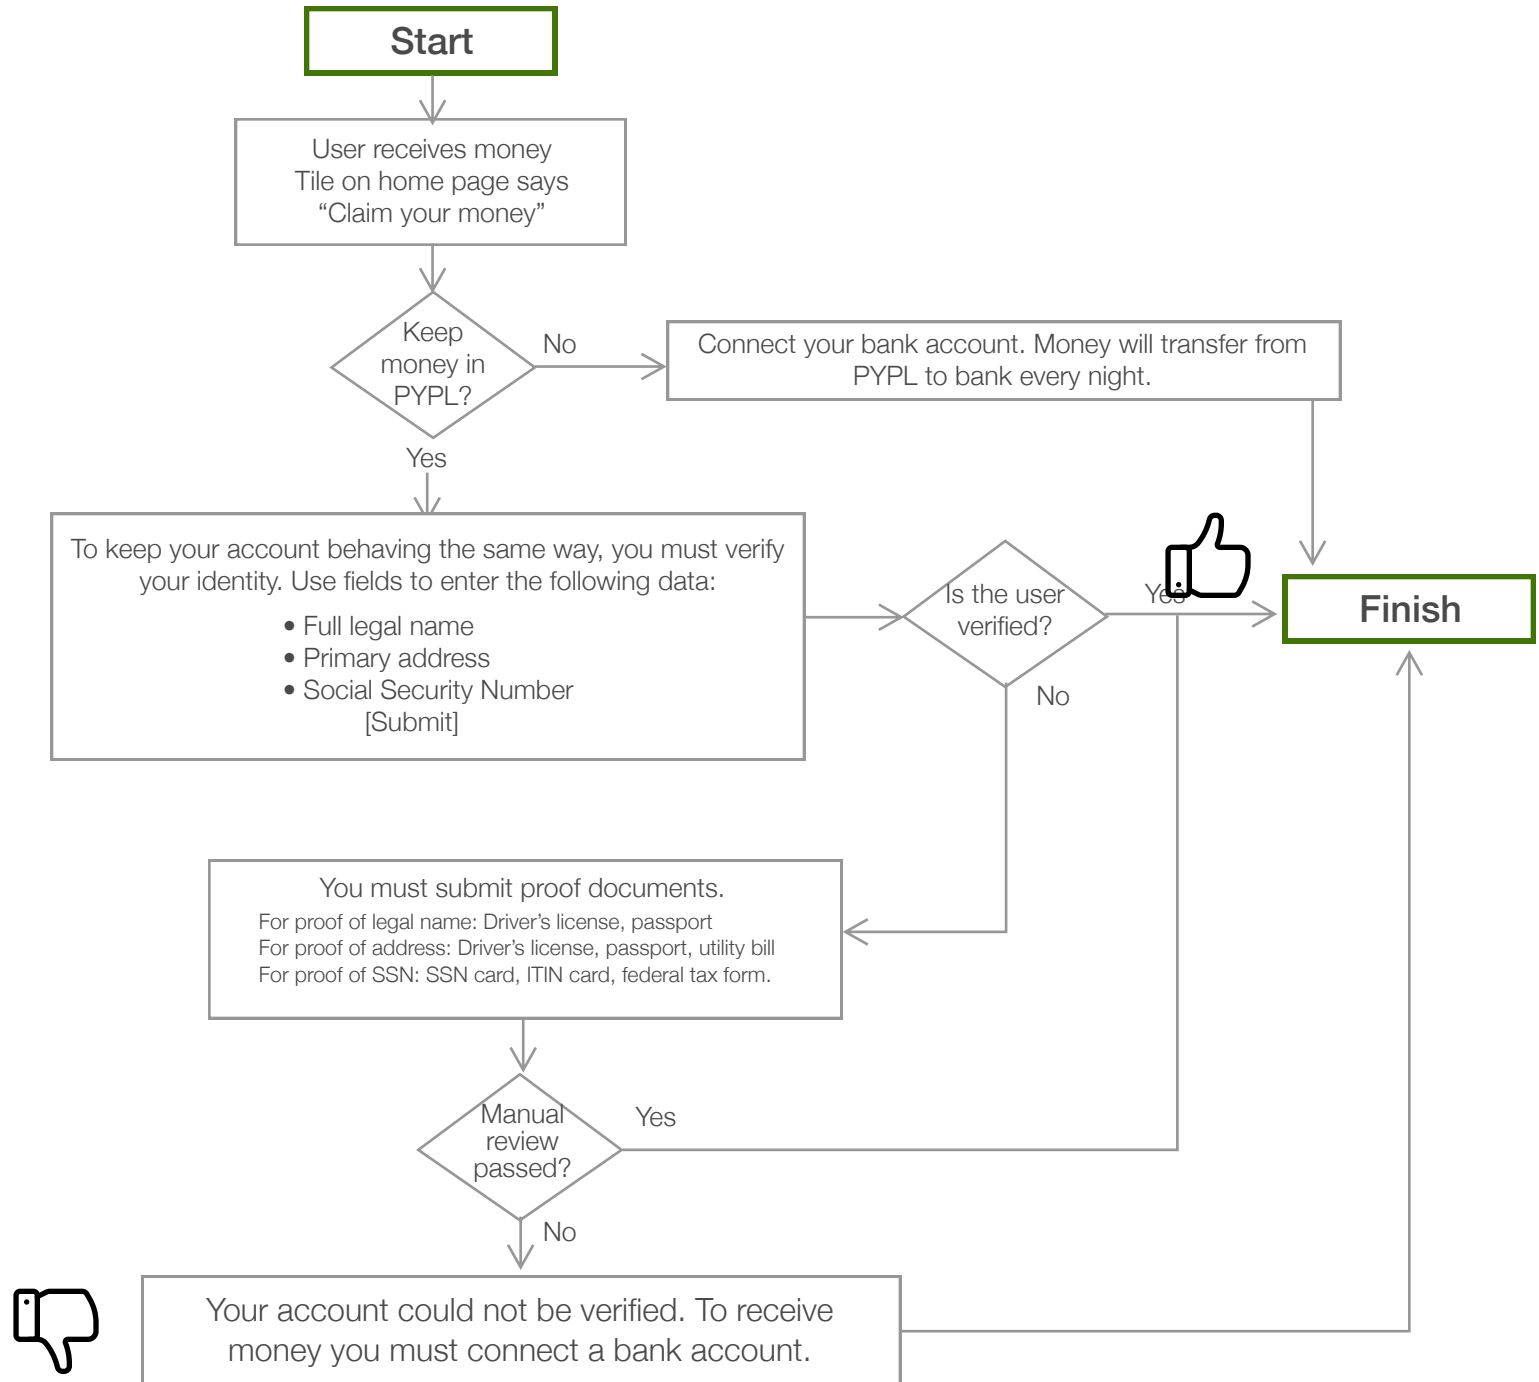 Start
User receives money
Tile on home page says
“Claim your money”
Keep
money in
PYPL?
No
Connect your bank account. Money will transfer from
PYPL to bank every night.
Yes
To keep your account behaving the same way, you must verify
your identity. Use fields to enter the following data:
• Full legal name
• Primary address
• Social Security Number
[Submit]
Is the user
verified?
Yes
Finish
No
You must submit proof documents.
For proof of legal name: Driver’s license, passport
For proof of address: Driver’s license, passport, utility bill
For proof of SSN: SSN card, ITIN card, federal tax form.
Manual
review
passed?
Yes
No
Your account could not be verified. To receive
money you must connect a bank account.